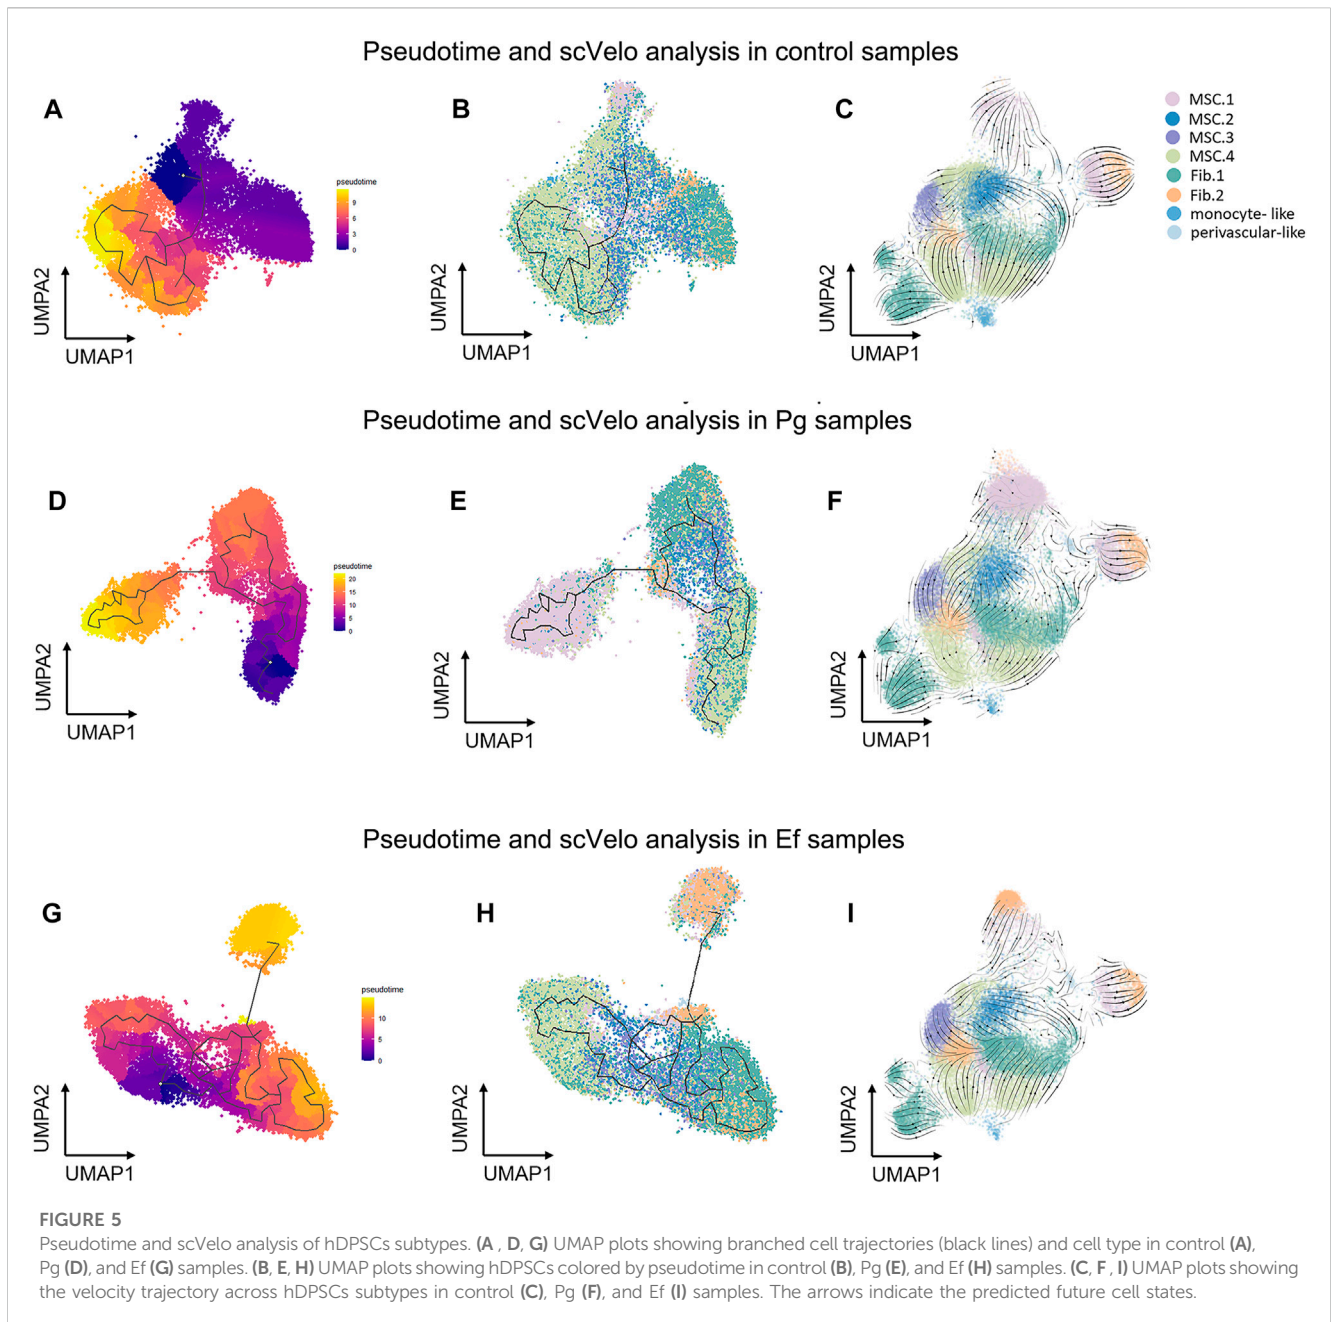 Pseudotime and scVelo analysis in control samples
A
B
C
pseudotime
9
6
3
0
MSC.1
MSC.2
MSC.3
MSC.4
Fib.1
Fib.2
monocyte- like
perivascular-like
UMPA2
UMAP1
UMPA2
UMAP1
UMPA2
UMAP1
Pseudotime and scVelo analysis in Pg samples
D
E
F
pseudotime
20
15
10
5
0
UMPA2
UMAP1
UMPA2
UMAP1
UMPA2
UMAP1
Pseudotime and scVelo analysis in Ef samples
G
H
I
pseudotime
10
5
0
UMPA2
UMAP1
UMPA2
UMAP1
UMPA2
UMAP1
FIGURE 5
Pseudotime and scVelo analysis of hDPSCs subtypes. (A , D, G) UMAP plots showing branched cell trajectories (black lines) and cell type in control (A),
Pg (D), and Ef (G) samples. (B, E, H) UMAP plots showing hDPSCs colored by pseudotime in control (B), Pg (E), and Ef (H) samples. (C, F , I) UMAP plots showing
the velocity trajectory across hDPSCs subtypes in control (C), Pg (F), and Ef (I) samples. The arrows indicate the predicted future cell states.